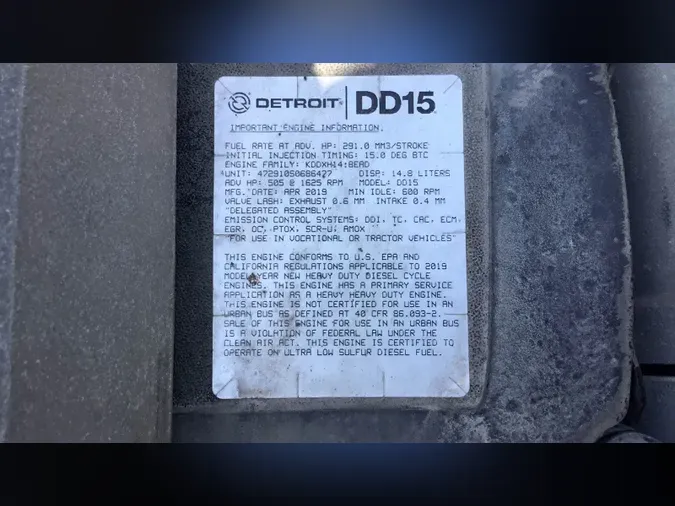 DETROIT DD15
IMPORTANT ENGINE INFORMATION.
FUEL RATE AT ADV. HP: 291.0 MM3/STROKE
INITIAL INJECTION TIMING: 15.0 DEG BTC
ENGINE FAMILY: KDDXH14.8EAD
UNIT: 472910S0686477 DISP: 14.8 LITERS
ADV HP: 505 @ 1625 RPM MODEL: DD15
MFG. DATE: APR 2019 MIN IDLE: 600 RPM
VALVE LASH: EXHAUST 0.6 MM INTAKE 0.4 MM
"DELEGATED ASSEMBLY"
EMISSION CONTROL SYSTEMS: DDI, TC, CAC, ECM,
EGR, OC, PTOX, SCR-U, AMOX
"FOR USE IN VOCATIONAL OR TRACTOR VEHICLES"
THIS ENGINE CONFORMS TO U.S. EPA AND
CALIFORNIA REGULATIONS APPLICABLE TO 2019
MODEL YEAR NEW HEAVY DUTY DIESEL CYCLE
ENGINES. THIS ENGINE HAS A PRIMARY SERVICE
APPLICATION AS A HEAVY HEAVY DUTY ENGINE.
THIS ENGINE IS NOT CERTIFIED FOR USE IN AN
URBAN BUS AS DEFINED AT 40 CFR 86.093-2.
SALE OF THIS ENGINE FOR USE IN AN URBAN BUS
IS A VIOLATION OF FEDERAL LAW UNDER THE
CLEAN AIR ACT. THIS ENGINE IS CERTIFIED TO
OPERATE ON ULTRA LOW SULFUR DIESEL FUEL.